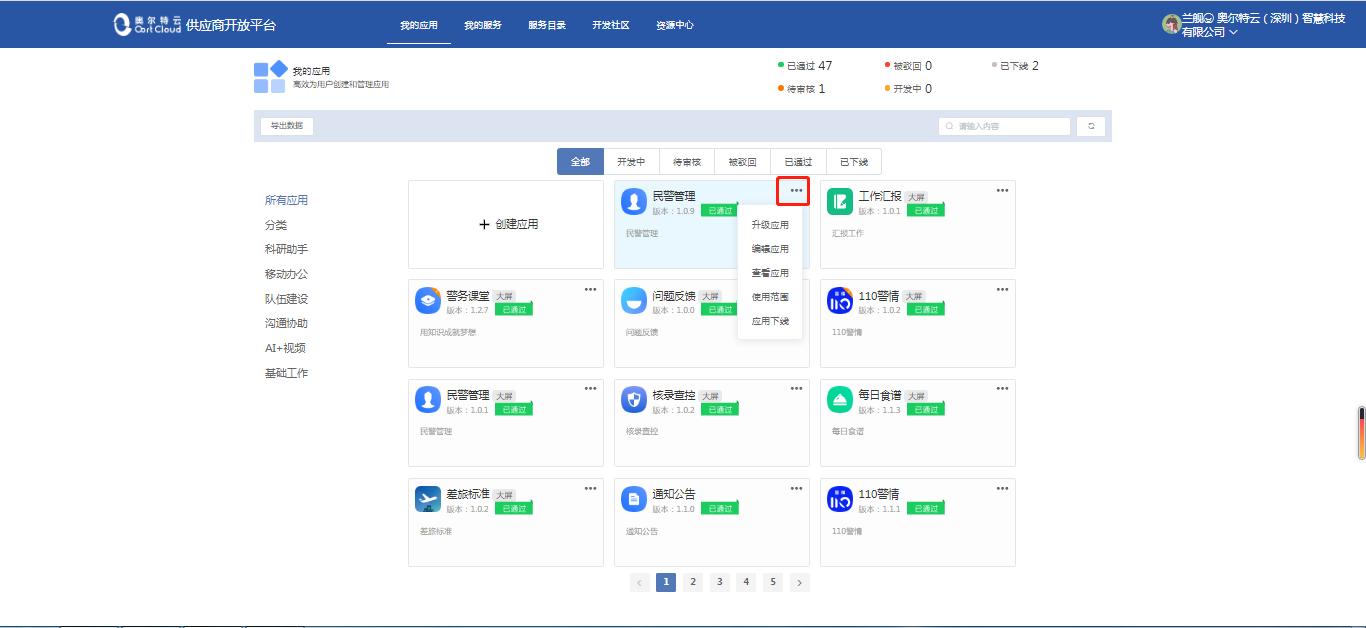 奥尔特云
Oort Cloud
供应商开放平台
我的应用
我的服务
服务目录
开发社区
资源中心
兰舰 奥尔特云（深圳）智慧科技
有限公司
我的应用
高效为用户创建和管理应用
已通过 47
被驳回 0
已下线 2
待审核 1
开发中 0
导出数据
请输入内容
全部
开发中
待审核
被驳回
已通过
已下线
所有应用
分类
科研助手
移动办公
队伍建设
沟通协助
AI+视频
基础工作
创建应用
民警管理
版本：1.0.9 已通过
民警管理
升级应用
编辑应用
查看应用
使用范围
应用下线
工作汇报 大屏
版本：1.0.1 已通过
汇报工作
警务课堂 大屏
版本：1.2.7 已通过
用知识成就梦想
问题反馈 大屏
版本：1.0.0 已通过
问题反馈
110警情 大屏
版本：1.0.2 已通过
110警情
民警管理 大屏
版本：1.0.1 已通过
民警管理
核录查控 大屏
版本：1.0.2 已通过
核录查控
每日食谱 大屏
版本：1.1.3 已通过
每日食谱
差旅标准 大屏
版本：1.0.2 已通过
差旅标准
通知公告
版本：1.1.0 已通过
通知公告
110警情
版本：1.1.1 已通过
110警情
1 2 3 4 5